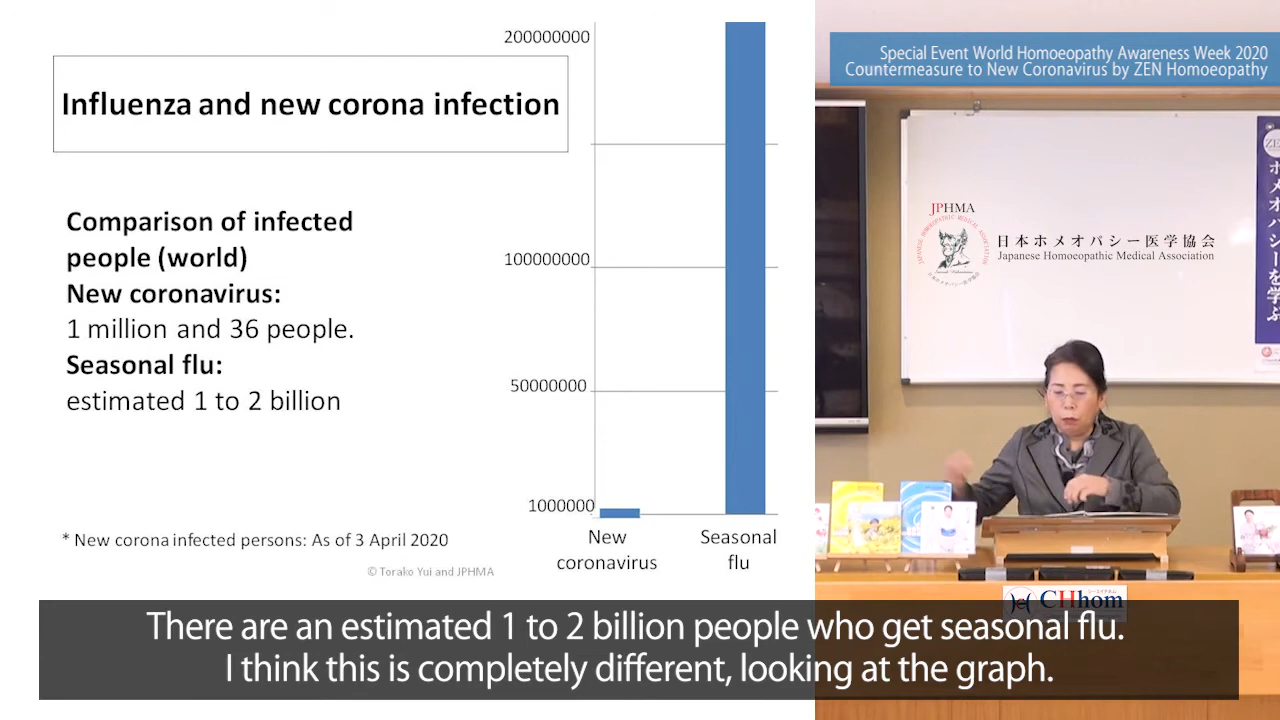 Special Event World Homoeopathy Awareness Week 2020
Countermeasure to New Coronavirus by ZEN Homoeopathy
Influenza and new corona infection
Comparison of infected
people (world)
New coronavirus:
1 million and 36 people.
Seasonal flu:
estimated 1 to 2 billion
* New corona infected persons: As of 3 April 2020
© Torako Yui and JPHMA
200000000
100000000
50000000
1000000
New
coronavirus
Seasonal
flu
JPHMA
JAPANESE HOMOEOPATHIC MEDICAL ASSOCIATION
日本ホメオパシー医学協会
Japanese Homoeopathic Medical Association
ZEN
ホメオパシーを学ぶ
CHhom
There are an estimated 1 to 2 billion people who get seasonal flu.
I think this is completely different, looking at the graph.